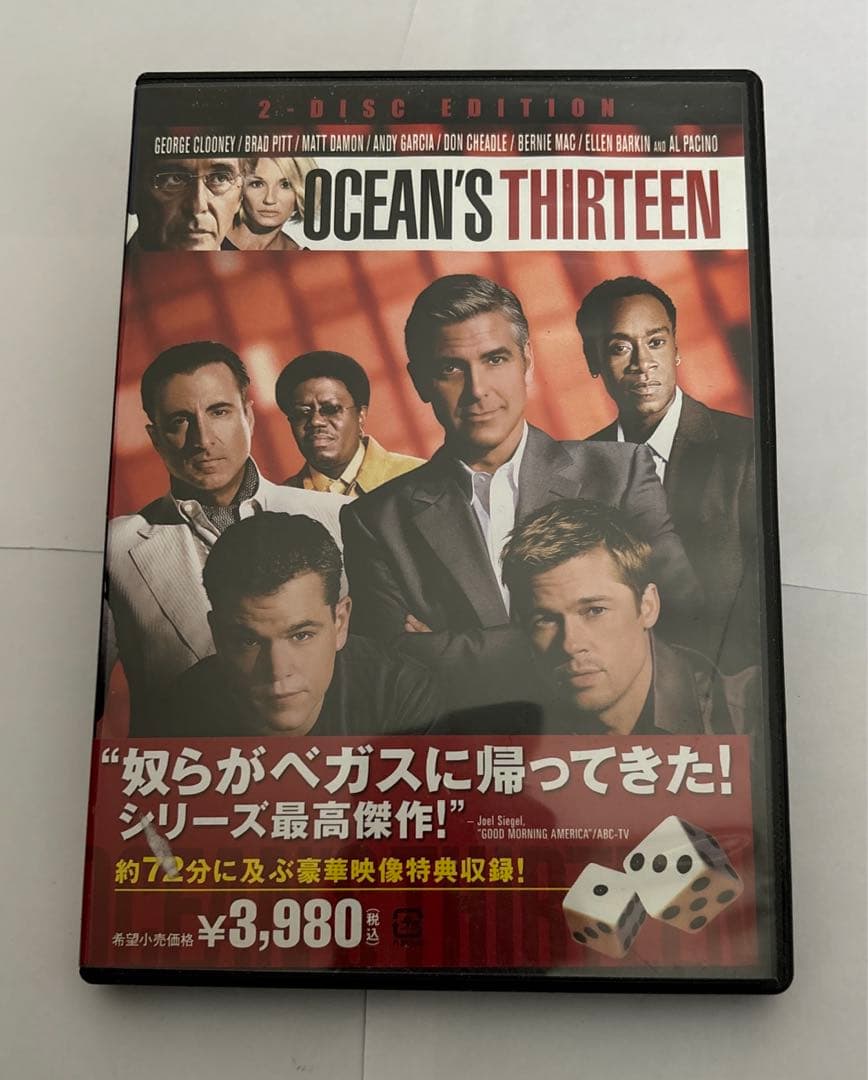 2-DISC EDITION
GEORGE CLOONEY / BRAD PITT / MATT DAMON / ANDY GARCIA / DON CHEADLE / BERNIE MAC / ELLEN BARKIN AND AL PACINO
OCEAN'S THIRTEEN
“奴らがベガスに帰ってきた!
シリーズ最高傑作!”
– Joel Siegel,
"GOOD MORNING AMERICA"/ABC-TV
約72分に及ぶ豪華映像特典収録!
希望小売価格 ¥3,980(税込)